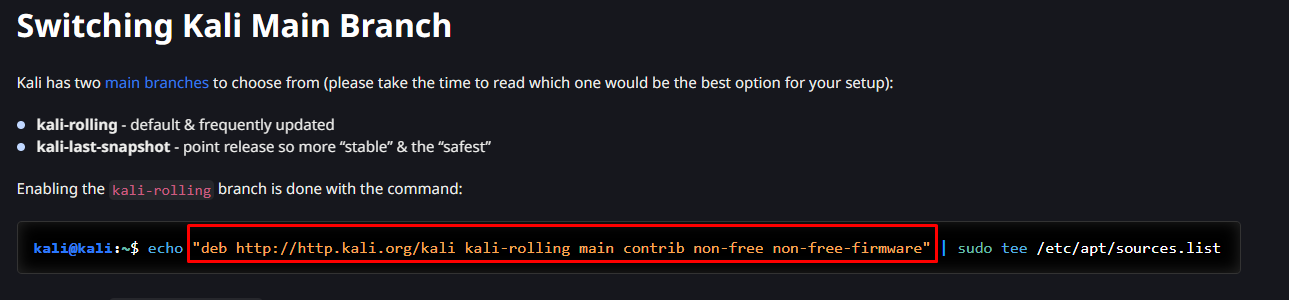 Switching Kali Main Branch
Kali has two main branches to choose from (please take the time to read which one would be the best option for your setup):
kali-rolling - default & frequently updated
kali-last-snapshot - point release so more “stable” & the “safest”
Enabling the kali-rolling branch is done with the command:
kali@kali:~$ echo "deb http://http.kali.org/kali kali-rolling main contrib non-free non-free-firmware" | sudo tee /etc/apt/sources.list